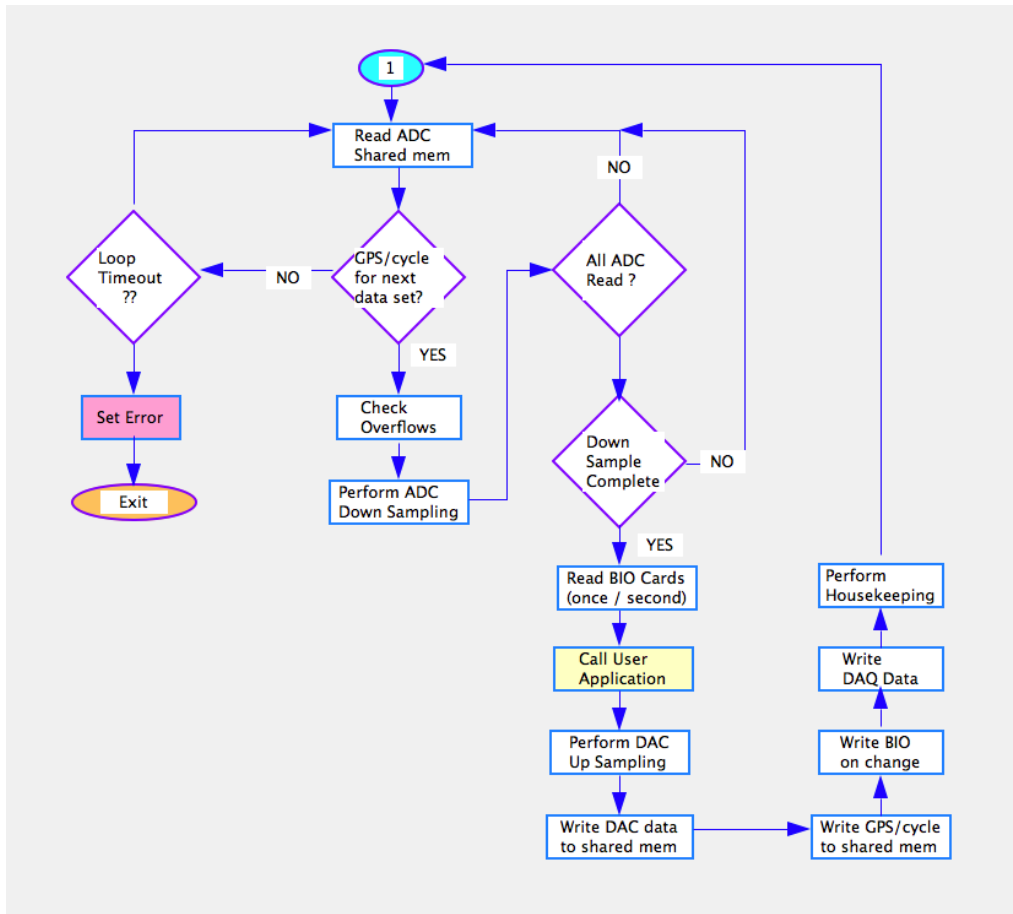 1
Read ADC
Shared mem
NO
Loop
Timeout
??
NO
GPS/cycle
for next
data set?
All ADC
Read ?
YES
Set Error
Check
Overflows
Down
Sample
Complete
NO
Exit
Perform ADC
Down Sampling
YES
Read BIO Cards
(once / second)
Call User
Application
Perform DAC
Up Sampling
Write DAC data
to shared mem
Write GPS/cycle
to shared mem
Write BIO
on change
Write
DAQ Data
Perform
Housekeeping